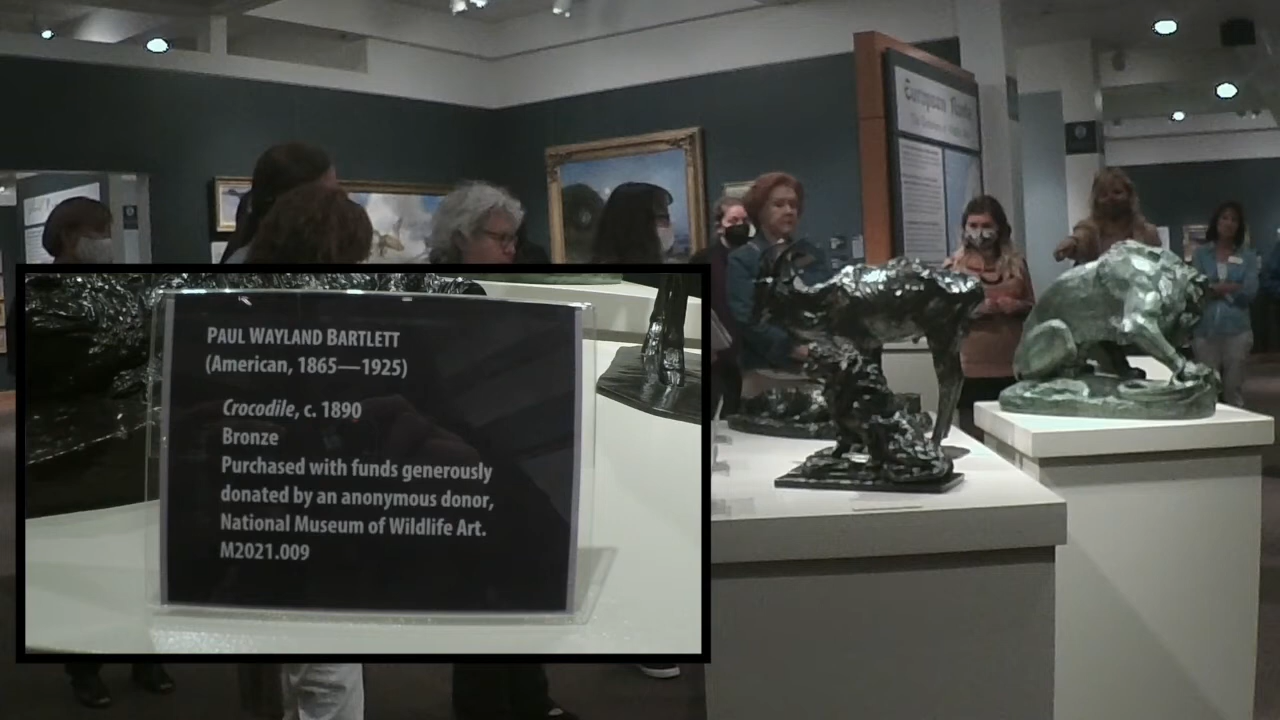 European
PAUL WAYLAND BARTLETT
(American, 1865—1925)
Crocodile, c. 1890
Bronze
Purchased with funds generously
donated by an anonymous donor,
National Museum of Wildlife Art.
M2021.009